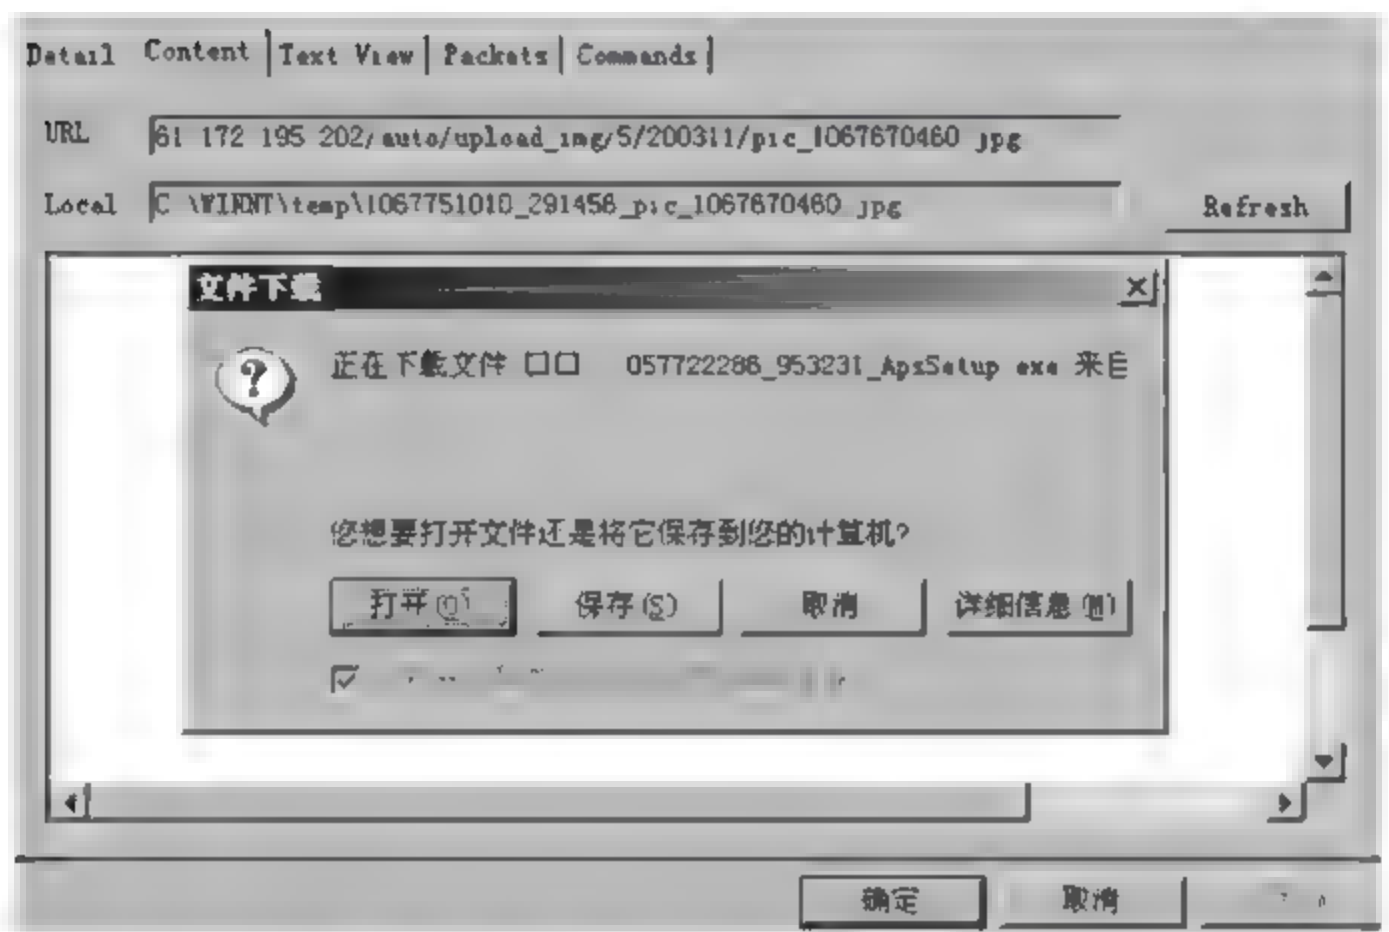 Detail Content Text View Packets Commands
URL 61 172 195 202/auto/upload_img/5/200311/pic_1067670460 jpg
Local C \WINNT\temp\1067751010_291456_pic_1067670460 jpg Refresh
文件下载
正在下载文件 口口 057722286_953231_ApsSetup exe 来自
您想要打开文件还是将它保存到您的计算机?
打开(O) 保存(S) 取消 详细信息(M)
确定 取消